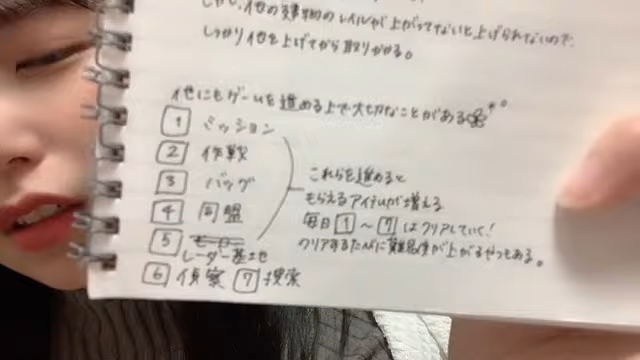 しかし、他の建物のレベルが上がってないと上げられないので、
しっかり他を上げてから取りかかる。
他にもゲームを進める上で大切なことがある
1 ミッション
2 作戦
3 バッグ
4 同盟
5 レーダー基地
6 偵察 7 捜索
これらを進めると
もらえるアイテムが増える
毎日 1 〜 7 はクリアしていく!
クリアするたんびに難易度が上がるやつもある。